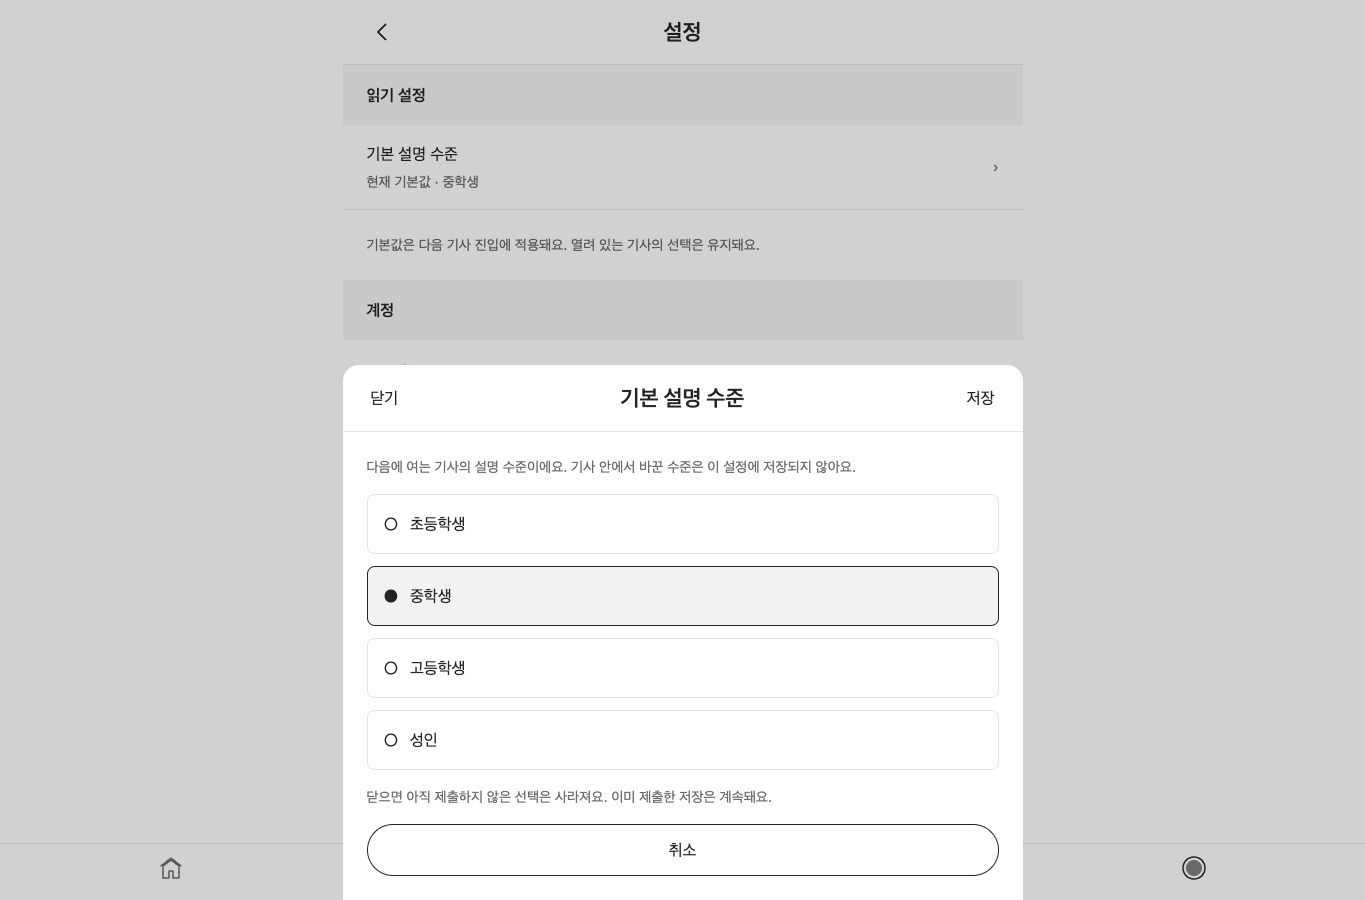 설정
읽기 설정
기본 설명 수준
현재 기본값 · 중학생
기본값은 다음 기사 진입에 적용돼요. 열려 있는 기사의 선택은 유지돼요.
계정
닫기
기본 설명 수준
저장
다음에 여는 기사의 설명 수준이에요. 기사 안에서 바꾼 수준은 이 설정에 저장되지 않아요.
초등학생
중학생
고등학생
성인
닫으면 아직 제출하지 않은 선택은 사라져요. 이미 제출한 저장은 계속돼요.
취소